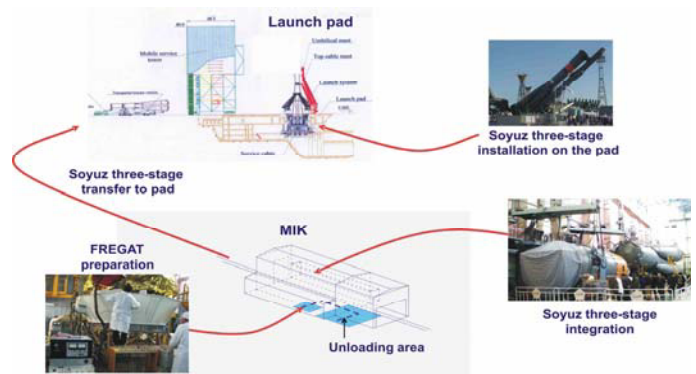 Launch pad
Umbilical mast
Top cable mast
Mobile service
tower
Launch system
Launch pad
Soyuz three-stage
installation on the pad
Soyuz three-stage
transfer to pad
MIK
FREGAT
preparation
Unloading area
Soyuz three-stage
integration